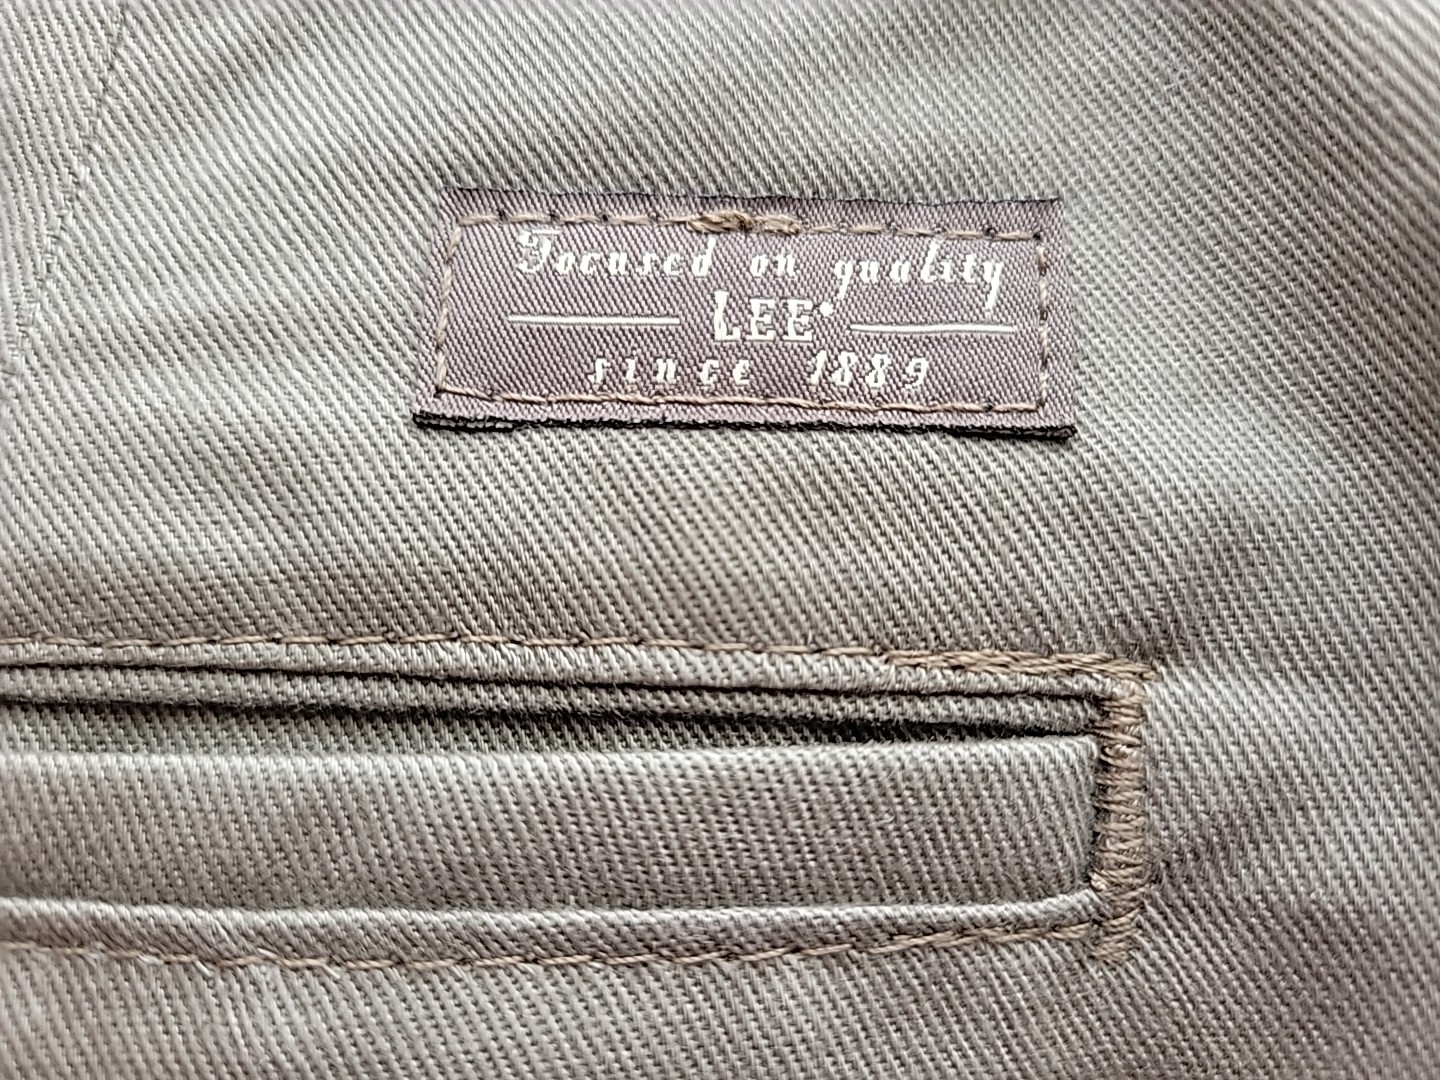 Focused on quality
LEE
since 1889